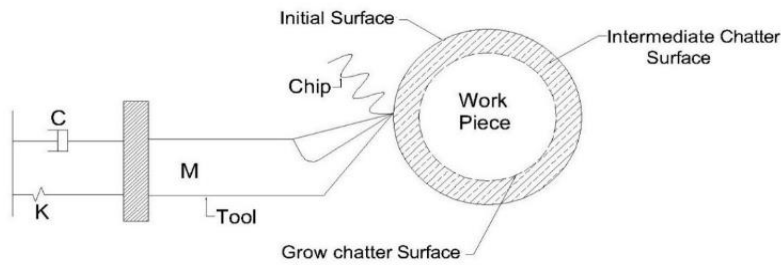 Initial Surface
Intermediate Chatter
Surface
Chip
Work
Piece
C
M
K
Tool
Grow chatter Surface